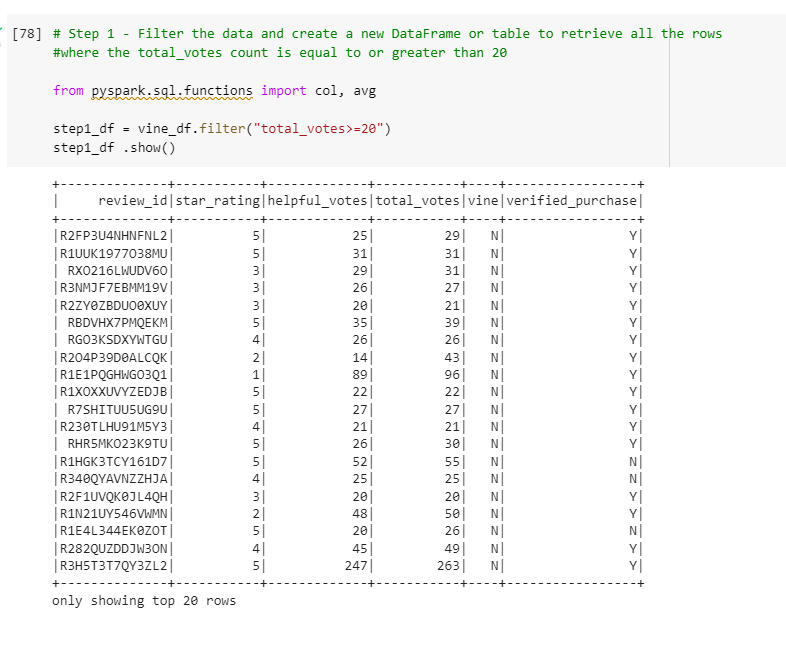 [78] # Step 1 - Filter the data and create a new DataFrame or table to retrieve all the rows
#where the total_votes count is equal to or greater than 20
from pyspark.sql.functions import col, avg
step1_df = vine_df.filter("total_votes>=20")
step1_df .show()
+--------------+-----------+-------------+-----------+----+-----------------+
|     review_id|star_rating|helpful_votes|total_votes|vine|verified_purchase|
+--------------+-----------+-------------+-----------+----+-----------------+
|R2FP3U4NHNFNL2|          5|           25|         29|   N|                Y|
|R1UUK1977O38MU|          5|           31|         31|   N|                Y|
| RXO216LWUDV6O|          3|           29|         31|   N|                Y|
|R3NMJF7EBMM19V|          3|           26|         27|   N|                Y|
|R2ZY0ZBDUO0XUY|          3|           20|         21|   N|                Y|
| RBDVHX7PMQEKM|          5|           35|         39|   N|                Y|
| RGO3KSDXYWTGU|          4|           26|         26|   N|                Y|
|R2O4P39D0ALCQK|          2|           14|         43|   N|                Y|
|R1E1PQGHWGO3Q1|          1|           89|         96|   N|                Y|
|R1XOXXUVYZEDJB|          5|           22|         22|   N|                Y|
| R7SHITUU5UG9U|          5|           27|         27|   N|                Y|
|R230TLHU91M5Y3|          4|           21|         21|   N|                Y|
| RHR5MKO23K9TU|          5|           26|         30|   N|                Y|
|R1HGK3TCY161D7|          5|           52|         55|   N|                N|
|R340QYAVNZZHJA|          4|           25|         25|   N|                N|
|R2F1UVQK0JL4QH|          3|           20|         20|   N|                Y|
|R1N21UY546VWMN|          2|           48|         50|   N|                Y|
|R1E4L344EK0ZOT|          5|           20|         26|   N|                N|
|R282QUZDDJW3ON|          4|           45|         49|   N|                Y|
|R3H5T3T7QY3ZL2|          5|          247|        263|   N|                Y|
+--------------+-----------+-------------+-----------+----+-----------------+
only showing top 20 rows